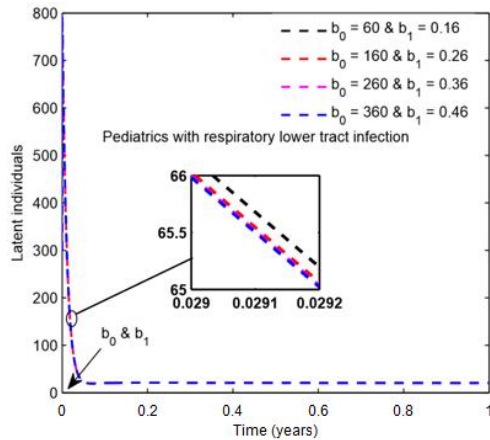 800
700
600
500
400
300
200
100
0
Latent individuals
b0 = 60 & b1 = 0.16
b0 = 160 & b1 = 0.26
b0 = 260 & b1 = 0.36
b0 = 360 & b1 = 0.46
Pediatrics with respiratory lower tract infection
66
65.5
65
0.029 0.0291 0.0292
b0 & b1
0 0.2 0.4 0.6 0.8 1
Time (years)